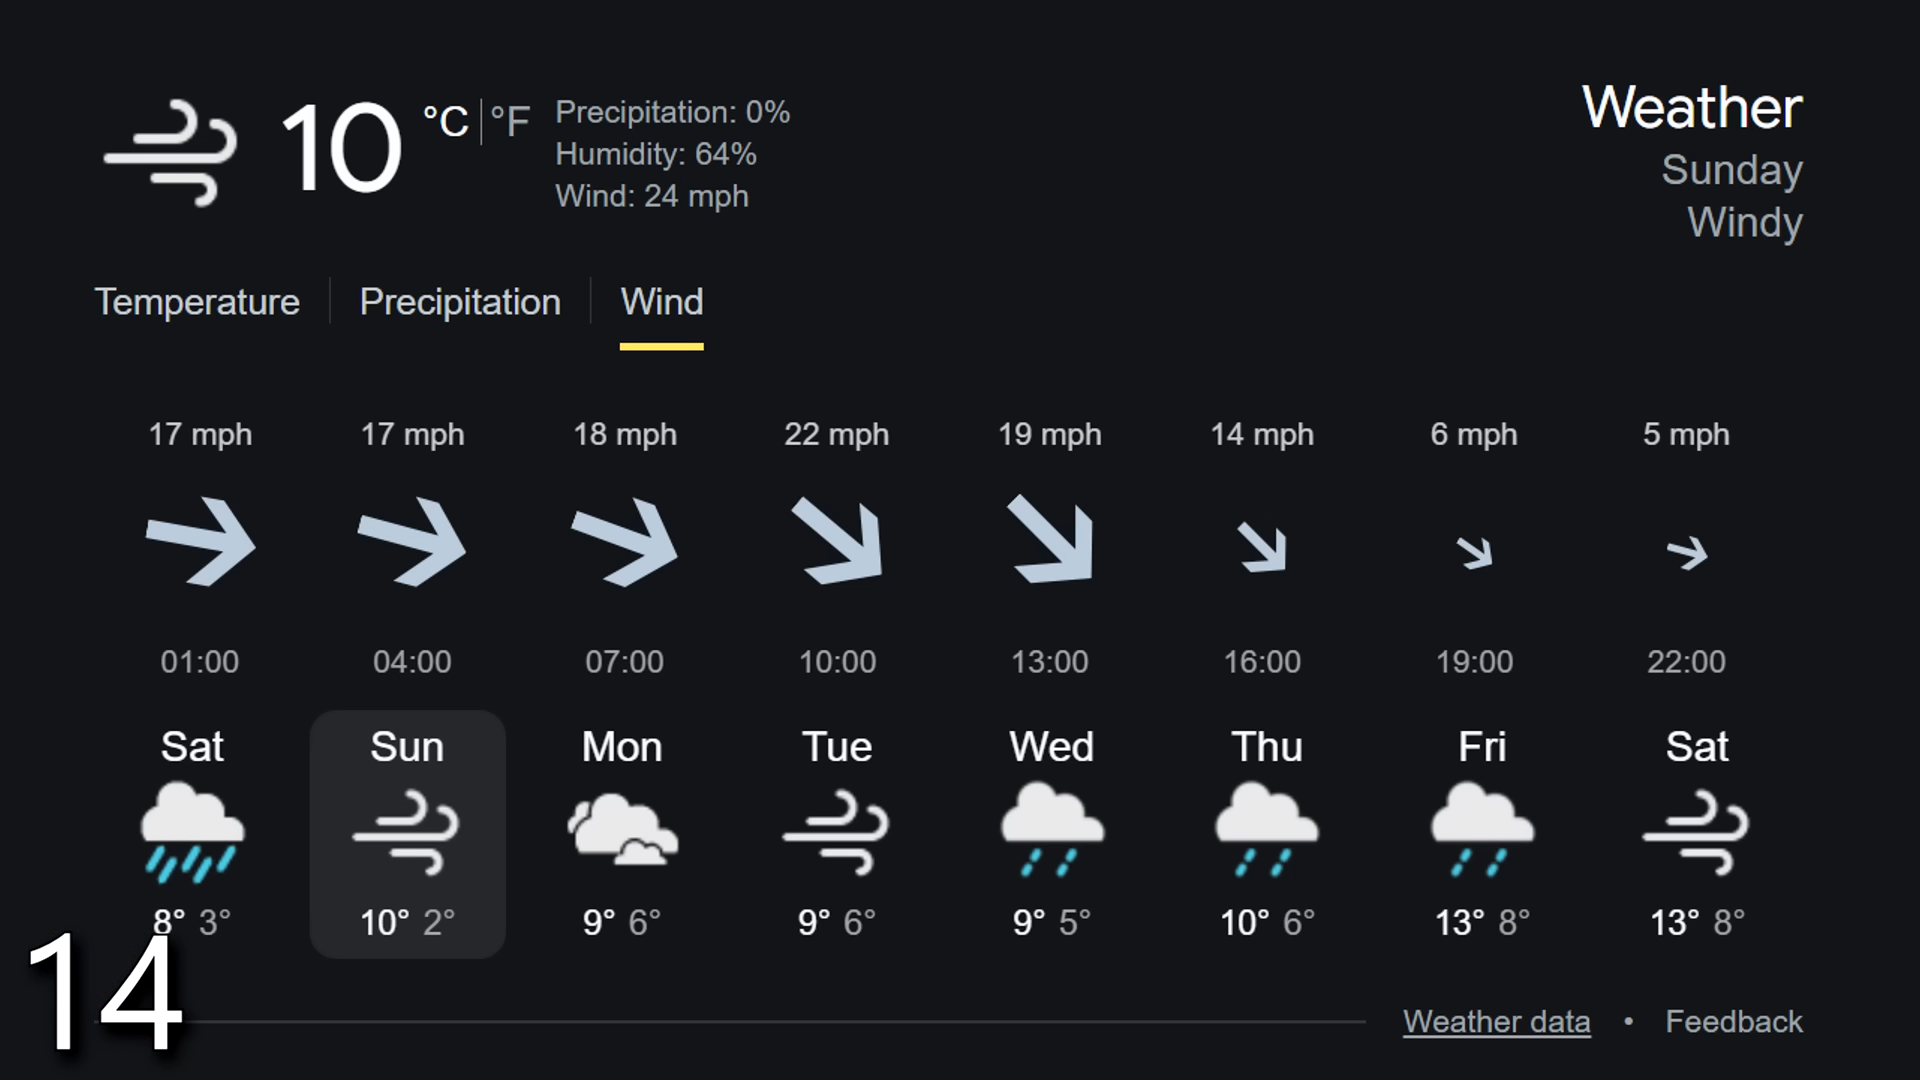 10 °C | °F
Precipitation: 0%
Humidity: 64%
Wind: 24 mph
Weather
Sunday
Windy
Temperature Precipitation Wind
17 mph 17 mph 18 mph 22 mph 19 mph 14 mph 6 mph 5 mph
01:00 04:00 07:00 10:00 13:00 16:00 19:00 22:00
Sat Sun Mon Tue Wed Thu Fri Sat
8° 3° 10° 2° 9° 6° 9° 6° 9° 5° 10° 6° 13° 8° 13° 8°
14
Weather data • Feedback